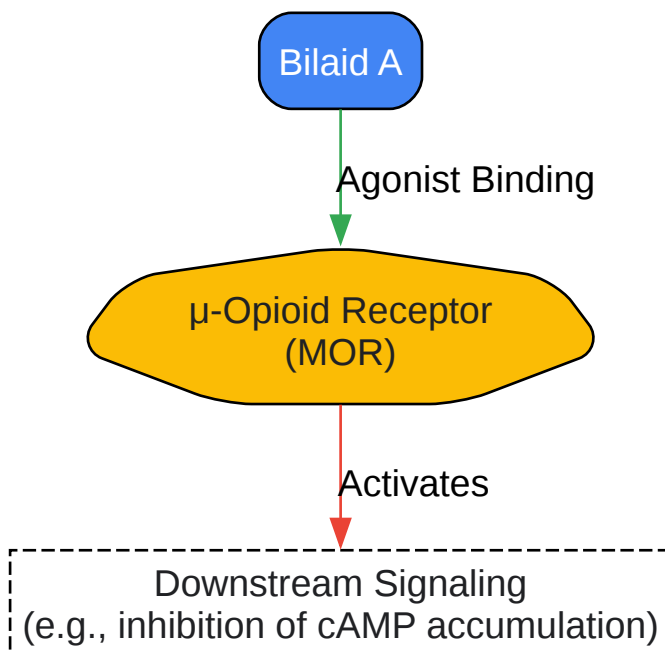 Bilaid A
Agonist Binding
μ-Opioid Receptor
(MOR)
Activates
Downstream Signaling
(e.g., inhibition of cAMP accumulation)